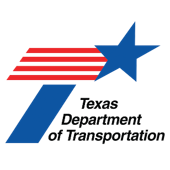 Texas
Department
of Transportation